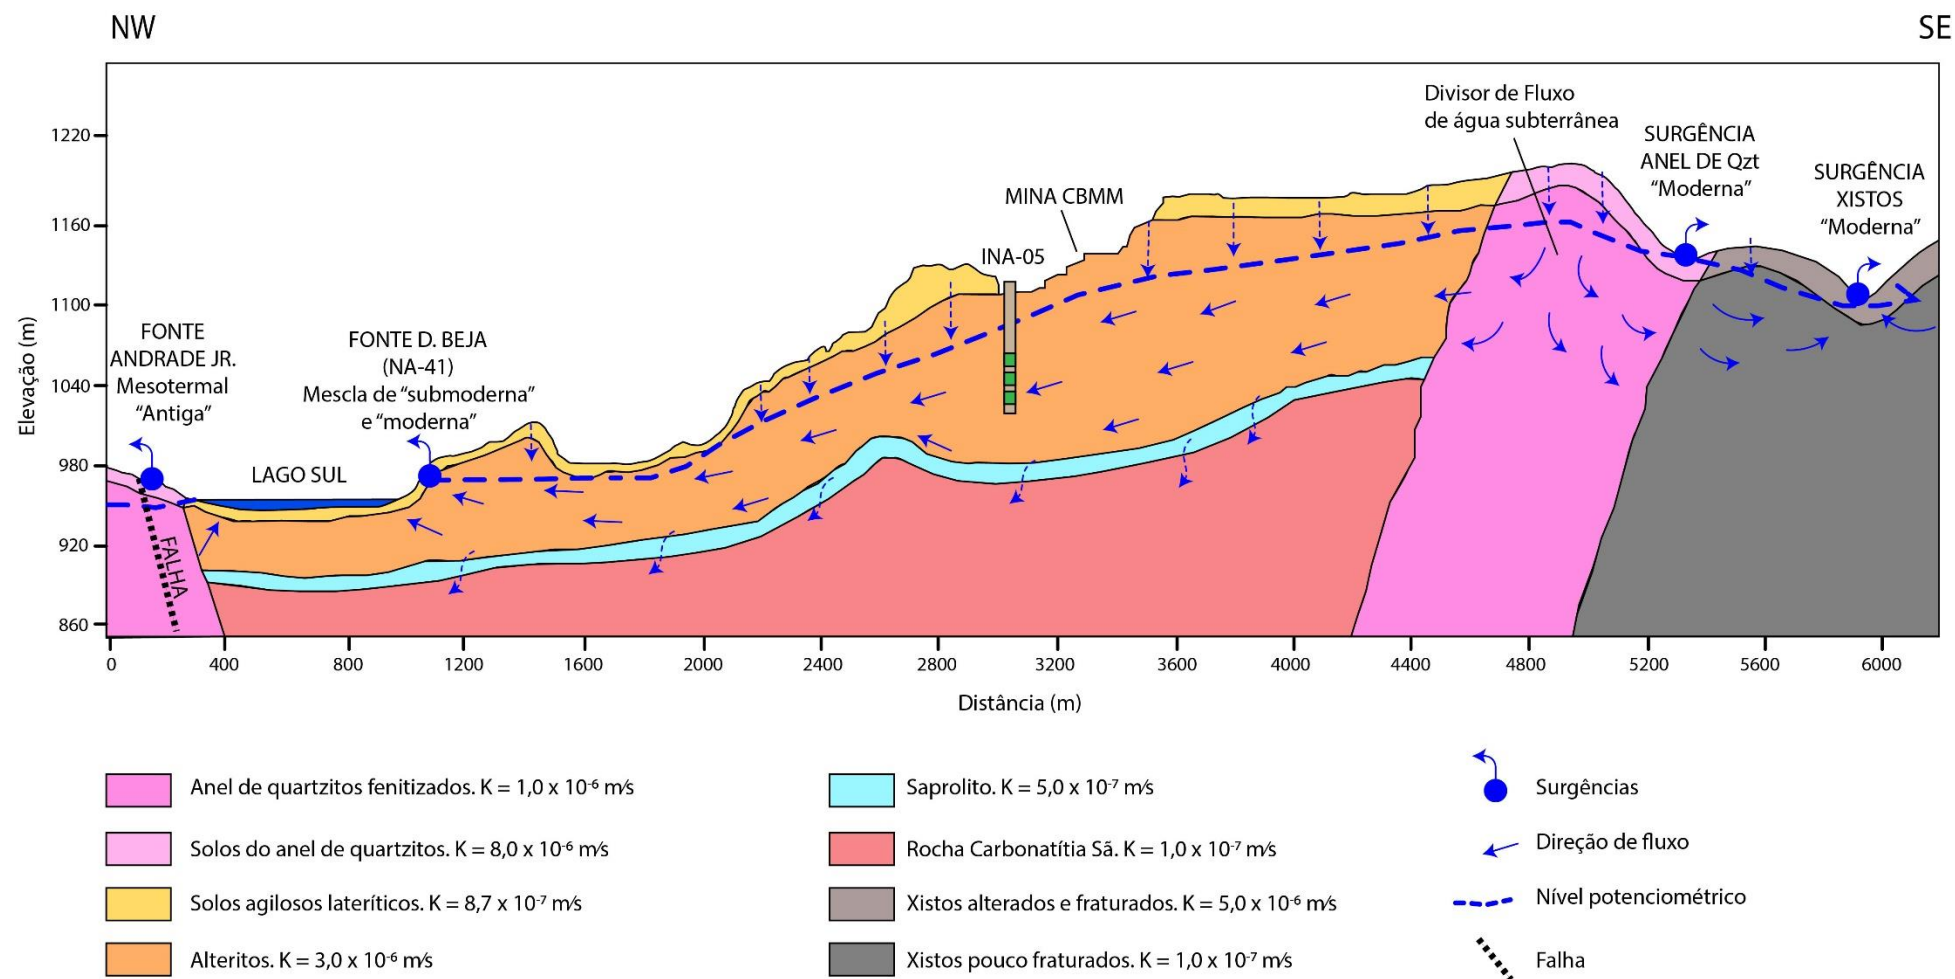 NW
SE
Divisor de Fluxo
de água subterrânea
SURGÊNCIA
ANEL DE Qzt
“Moderna”
SURGÊNCIA
XISTOS
“Moderna”
MINA CBMM
INA-05
FONTE
ANDRADE JR.
Mesotermal
“Antiga”
FONTE D. BEJA
(NA-41)
Mescla de “submoderna”
e “moderna”
LAGO SUL
FALHA
Elevação (m)
1220
1160
1100
1040
980
920
860
0 400 800 1200 1600 2000 2400 2800 3200 3600 4000 4400 4800 5200 5600 6000
Distância (m)
Anel de quartzitos fenitizados. K = 1,0 x 10⁻⁶ m/s
Solos do anel de quartzitos. K = 8,0 x 10⁻⁶ m/s
Solos agilosos lateríticos. K = 8,7 x 10⁻⁷ m/s
Alteritos. K = 3,0 x 10⁻⁶ m/s
Saprolito. K = 5,0 x 10⁻⁷ m/s
Rocha Carbonatítia Sã. K = 1,0 x 10⁻⁷ m/s
Xistos alterados e fraturados. K = 5,0 x 10⁻⁶ m/s
Xistos pouco fraturados. K = 1,0 x 10⁻⁷ m/s
Surgências
Direção de fluxo
Nível potenciométrico
Falha